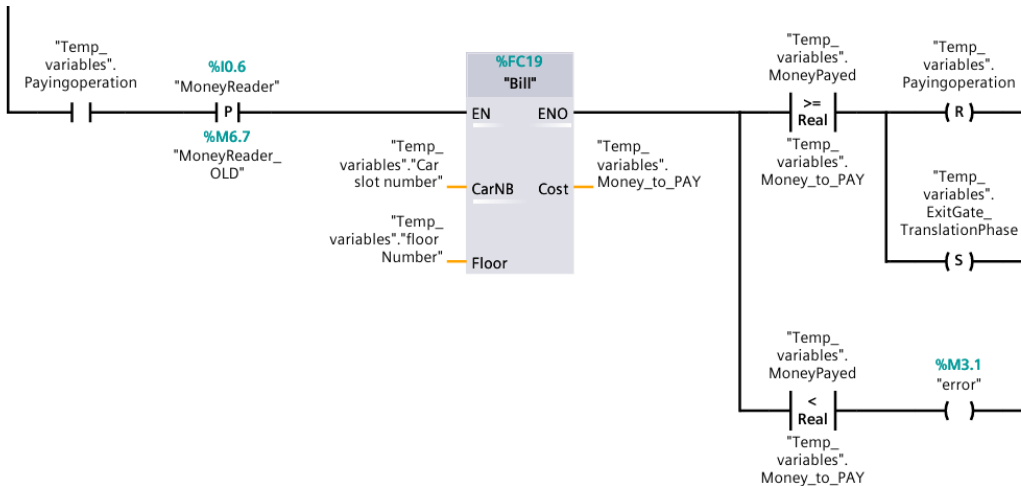 "Temp_
variables".
Payingoperation
%I0.6
"MoneyReader"
P
%M6.7
"MoneyReader_
OLD"
%FC19
"Bill"
EN
ENO
"Temp_
variables"."Car
slot number"
CarNB
Cost
"Temp_
variables".
Money_to_PAY
"Temp_
variables"."floor
Number"
Floor
"Temp_
variables".
MoneyPayed
>=
Real
"Temp_
variables".
Money_to_PAY
"Temp_
variables".
Payingoperation
R
"Temp_
variables".
ExitGate_
TranslationPhase
S
"Temp_
variables".
MoneyPayed
<
Real
"Temp_
variables".
Money_to_PAY
%M3.1
"error"